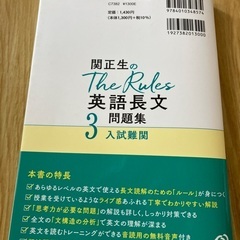 定価：1,430円
（本体1,300円+税10%）
関正生の
The Rules
英語長文
問題集
3 入試難関
本書の特長
あらゆるレベルの英文で使える長文読解のための「ルール」が身につく
授業を受けているようなライブ感あふれる丁寧でわかりやすい解説
「思考力が必要な問題」の解説も詳しく、しっかり対策できる
全文の「文構造の分析」で英文が理解できる
英文を読むトレーニングができる音読用の無料音声付き